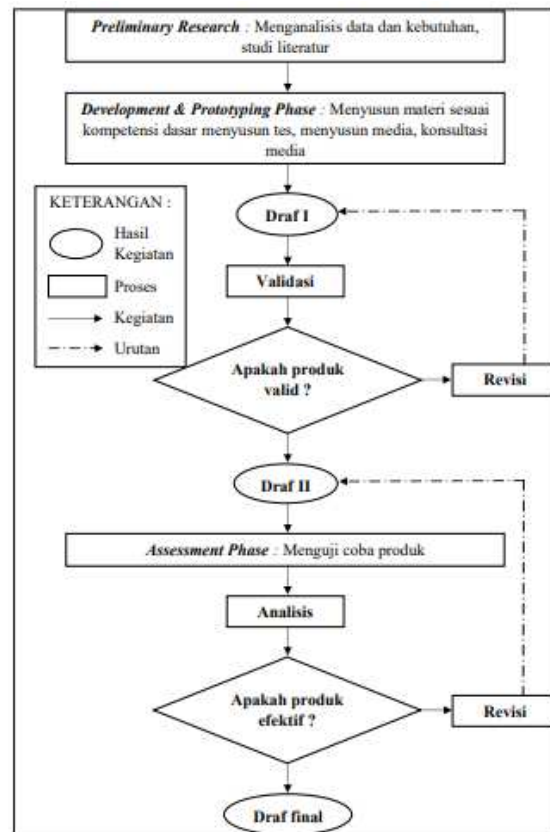 Preliminary Research : Menganalisis data dan kebutuhan,
studi literatur
Development & Prototyping Phase : Menyusun materi sesuai
kompetensi dasar menyusun tes, menyusun media, konsultasi
media
KETERANGAN :
Hasil
Kegiatan
Proses
Kegiatan
Urutan
Draf I
Validasi
Apakah produk
valid ?
Revisi
Draf II
Assessment Phase : Menguji coba produk
Analisis
Apakah produk
efektif ?
Revisi
Draf final